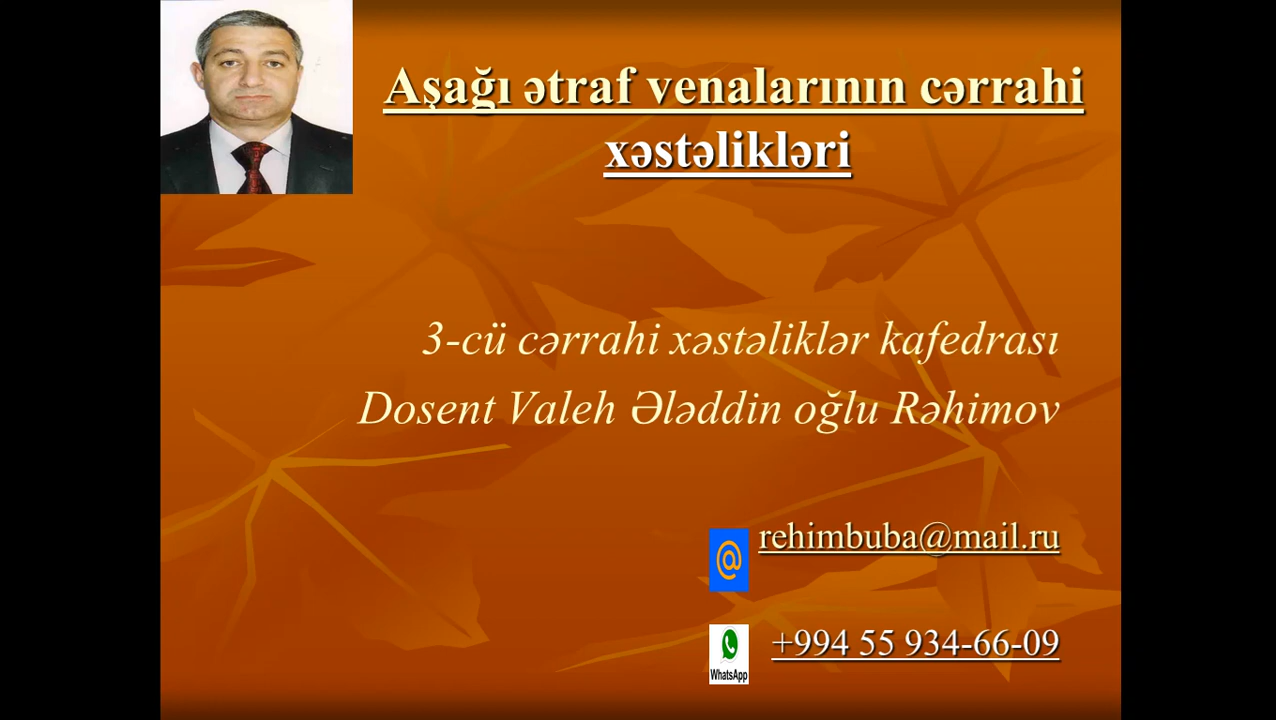 Aşağı ətraf venalarının cərrahi
xəstəlikləri
3-cü cərrahi xəstəliklər kafedrası
Dosent Valeh Ələddin oğlu Rəhimov
@ rehimbuba@mail.ru
+994 55 934-66-09
WhatsApp